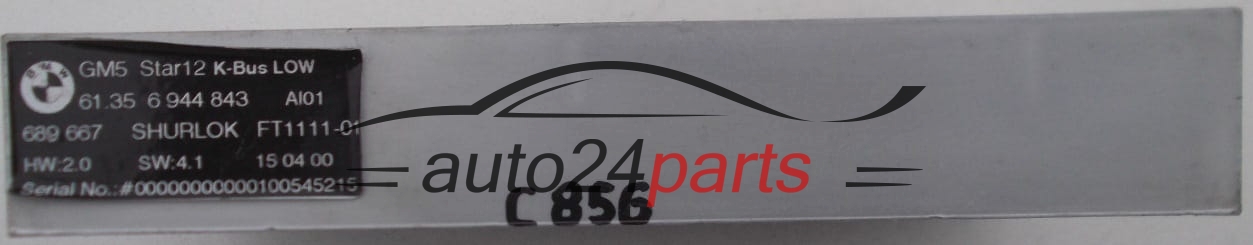 BMW
GM5 Star12 K-Bus LOW
61.35 6 944 843 AI01
689 667 SHURLOK FT1111-01
HW:2.0 SW:4.1 15 04 00
Serial No.:#000000000000100545215
auto24parts
C 856